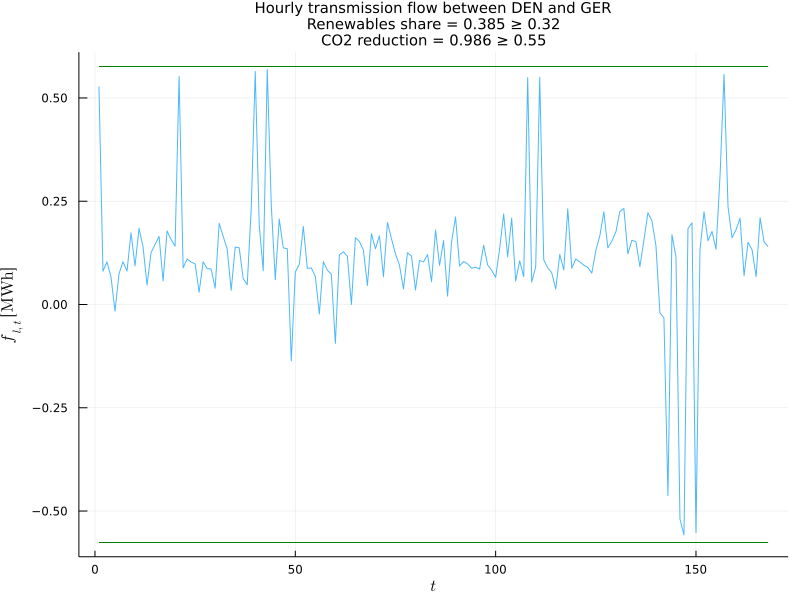 Hourly transmission flow between DEN and GER
Renewables share = 0.385 ≥ 0.32
CO2 reduction = 0.986 ≥ 0.55
0.50
0.25
0.00
−0.25
−0.50
f l,t [MWh]
0 50 100 150
t